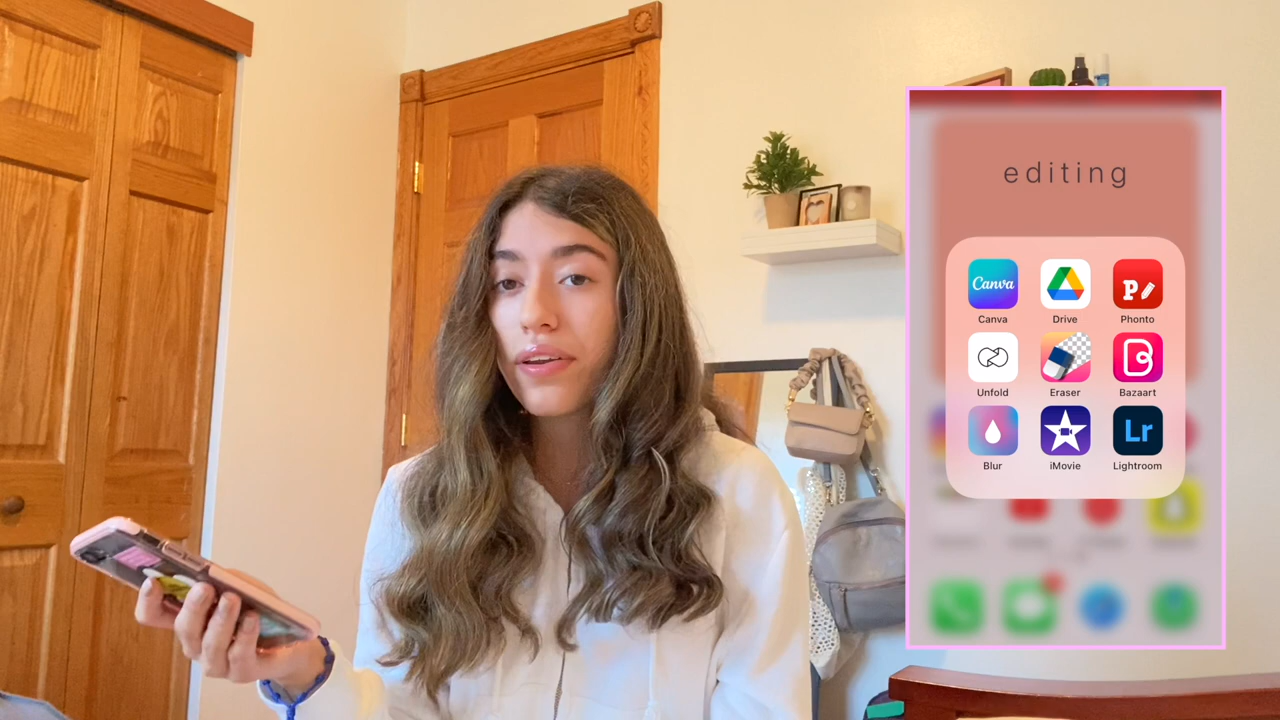 editing
Canva
Drive
Phonto
Unfold
Eraser
Bazaart
Blur
iMovie
Lightroom
Canva
P
Lr